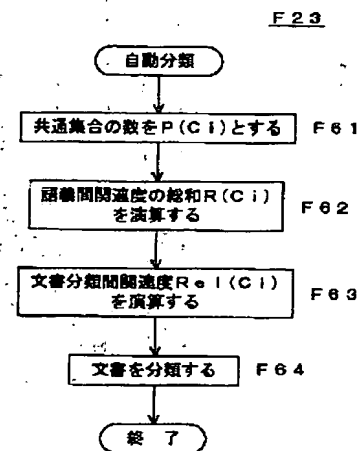 F23
自動分類
共通集合の数をP(Ci)とする F61
語義間関連度の総和R(Ci)
を演算する F62
文書分類間関連度Rel(Ci)
を演算する F63
文書を分類する F64
終了